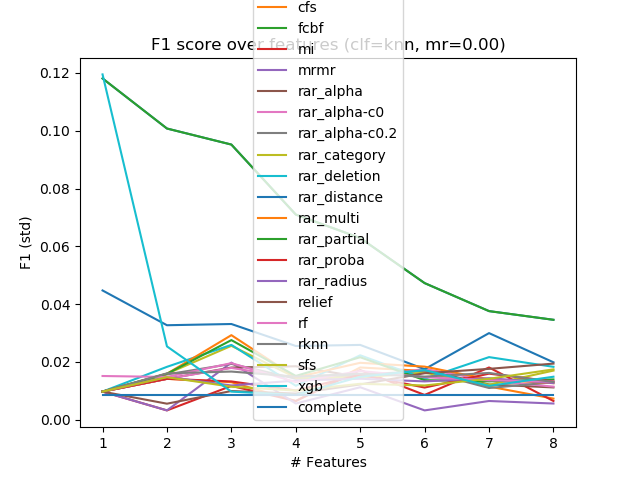 cfs
fcbf
F1 score over features (clf=knn, mr=0.00)
mi
mrmr
rar_alpha
rar_alpha-c0
rar_alpha-c0.2
rar_category
rar_deletion
rar_distance
rar_multi
rar_partial
rar_proba
rar_radius
relief
rf
rknn
sfs
xgb
complete
0.12
0.10
0.08
0.06
0.04
0.02
0.00
F1 (std)
1 2 3 4 5 6 7 8
# Features